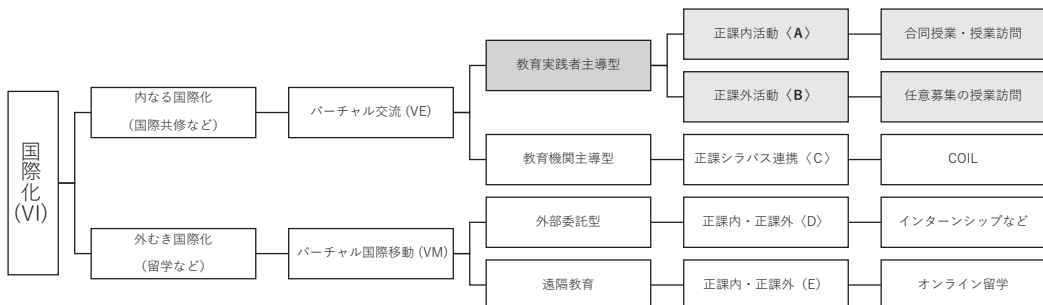 国際化(VI)
内なる国際化
(国際共修など)
バーチャル交流 (VE)
教育実践者主導型
正課内活動〈A〉
合同授業・授業訪問
正課外活動〈B〉
任意募集の授業訪問
教育機関主導型
正課シラバス連携〈C〉
COIL
外むき国際化
(留学など)
バーチャル国際移動 (VM)
外部委託型
正課内・正課外〈D〉
インターンシップなど
遠隔教育
正課内・正課外 (E)
オンライン留学